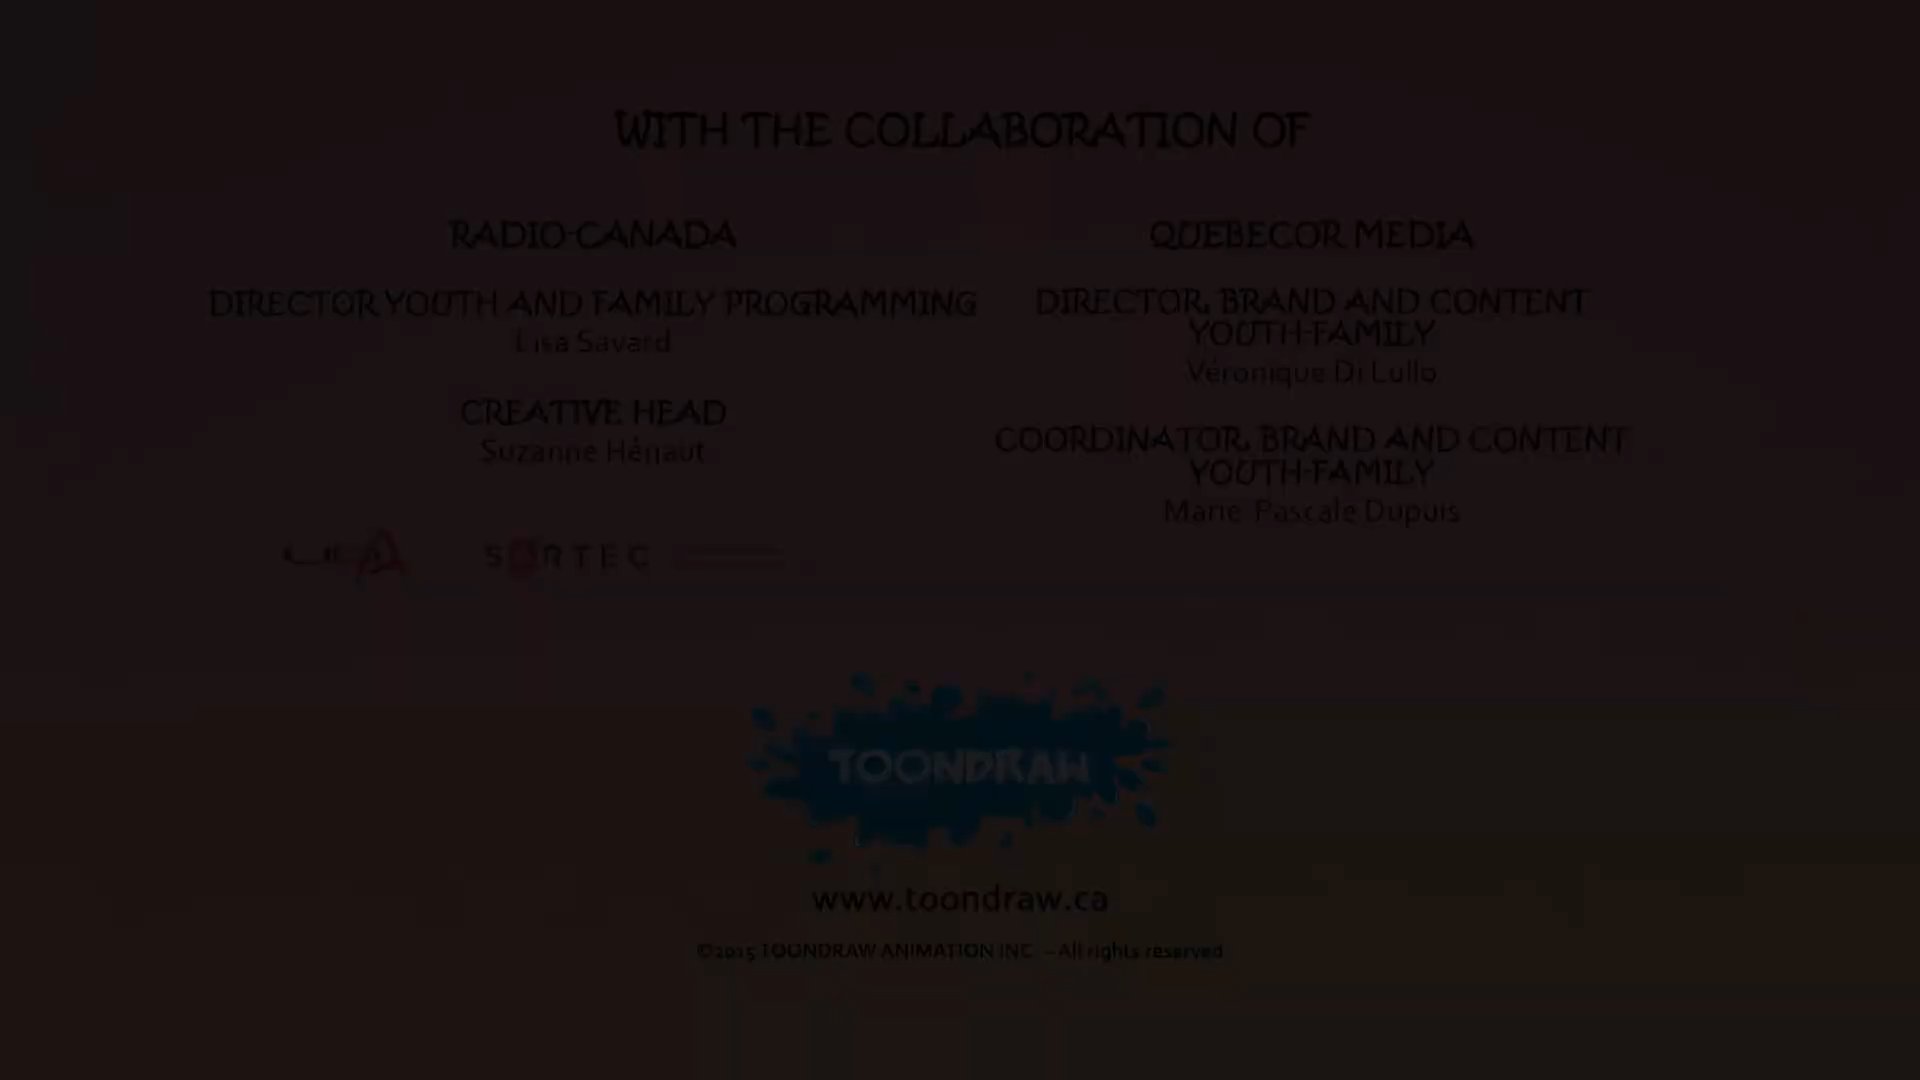 WITH THE COLLABORATION OF
RADIO-CANADA
DIRECTOR YOUTH AND FAMILY PROGRAMMING
Lisa Savard
CREATIVE HEAD
Suzanne Hénaut
QUEBECOR MEDIA
DIRECTOR, BRAND AND CONTENT
YOUTH-FAMILY
Véronique Di Lullo
COORDINATOR, BRAND AND CONTENT
YOUTH-FAMILY
Marie-Pascale Dupuis
SARTEC
TOONDRAW
www.toondraw.ca
©2015 TOONDRAW ANIMATION INC. - All rights reserved